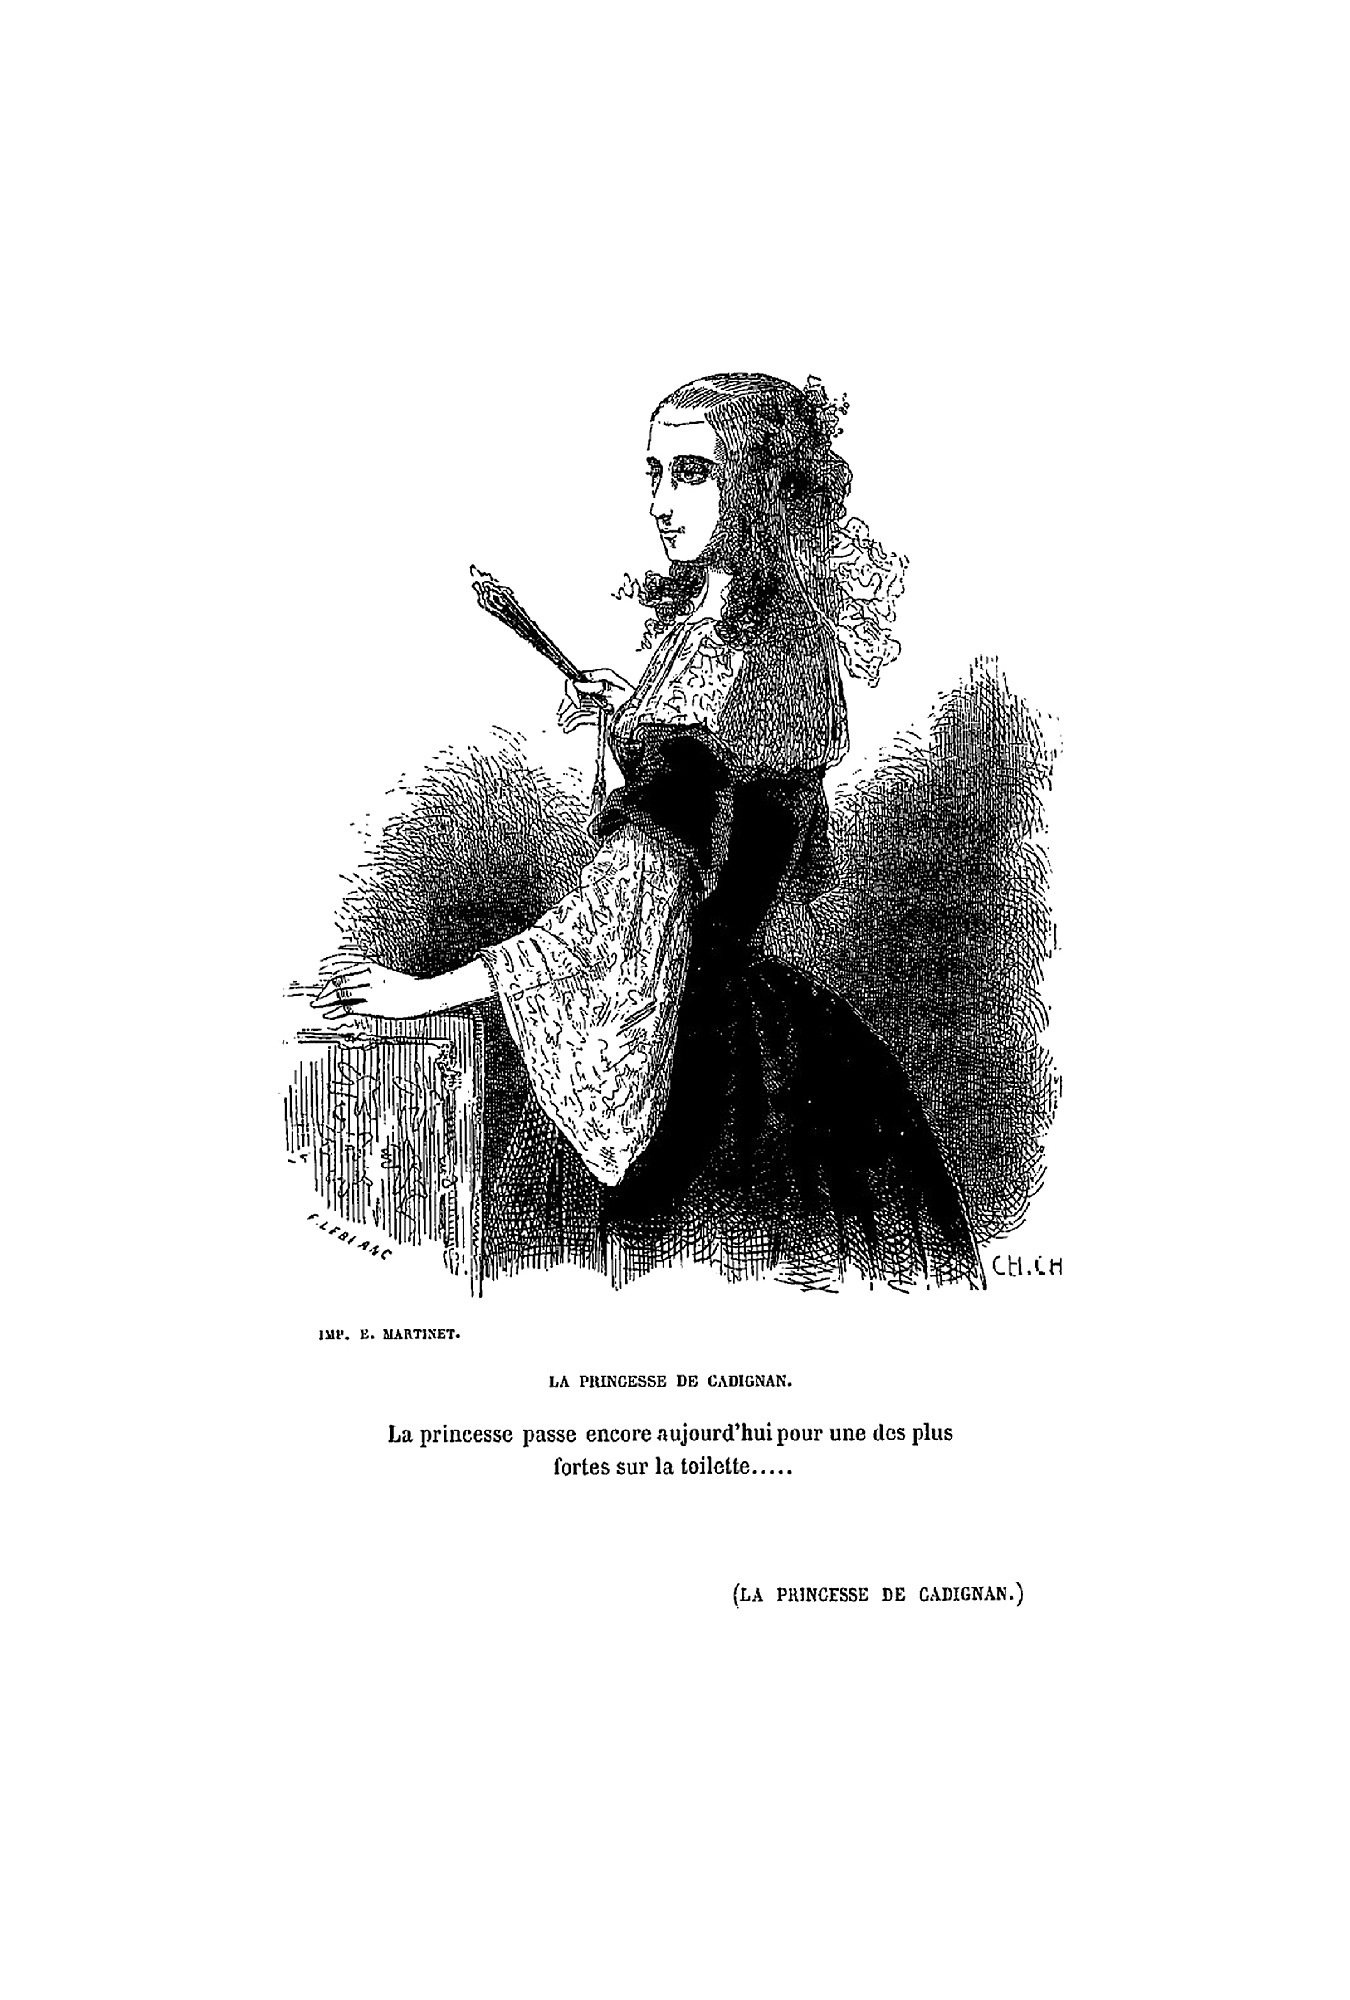 F. LEBLANC
CH. CH
IMP. E. MARTINET.
LA PRINCESSE DE CADIGNAN.
La princesse passe encore aujourd'hui pour une des plus
fortes sur la toilette.....
(LA PRINCESSE DE CADIGNAN.)